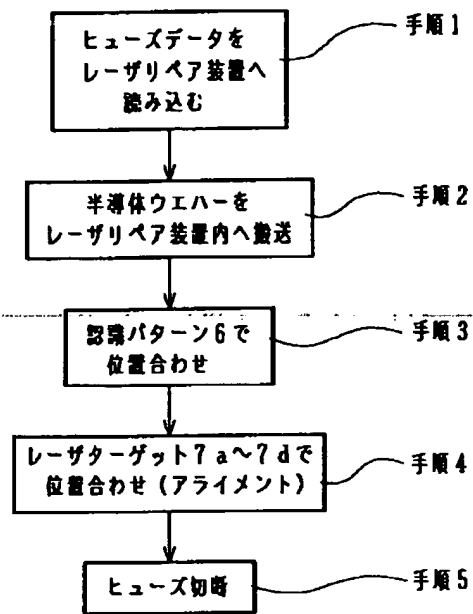 ヒューズデータを
レーザリペア装置へ
読み込む
手順1
半導体ウエハーを
レーザリペア装置内へ搬送
手順2
認識パターン6で
位置合わせ
手順3
レーザターゲット7a~7dで
位置合わせ(アライメント)
手順4
ヒューズ切断
手順5